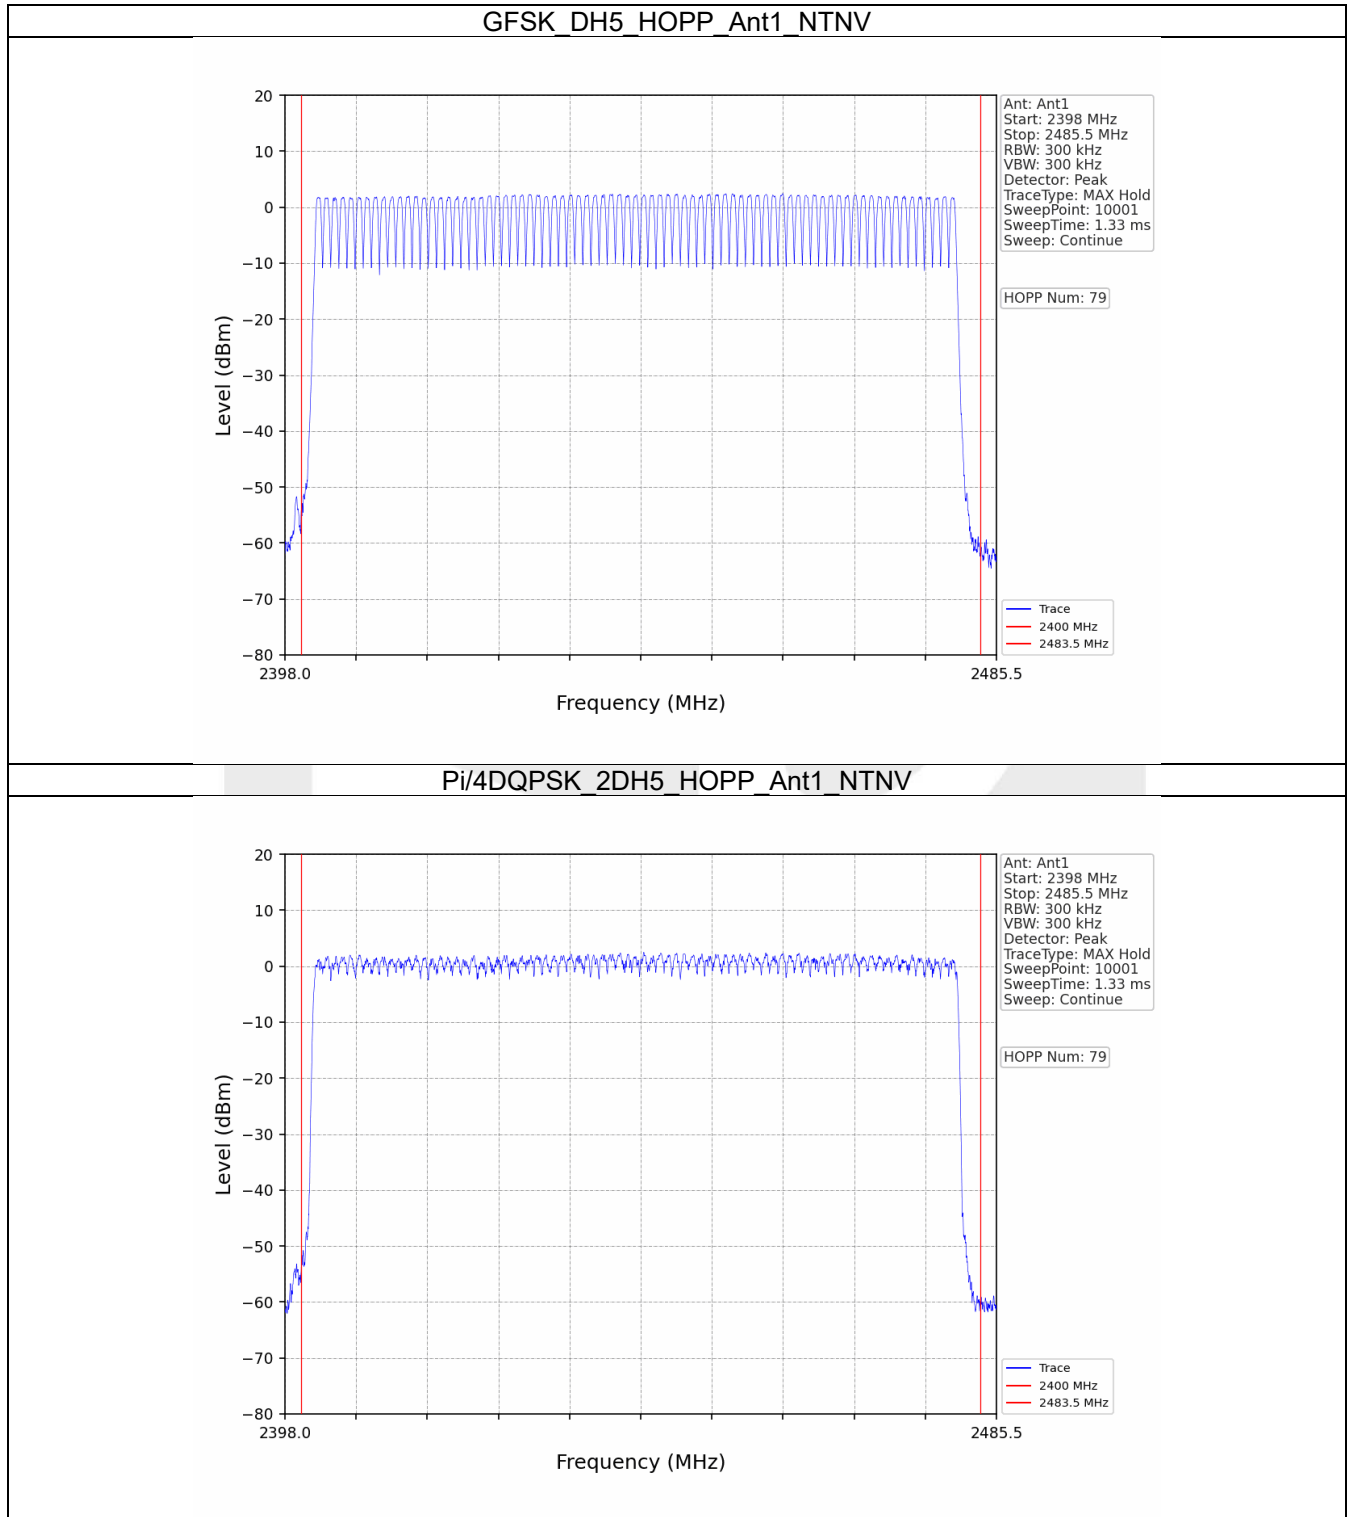 GFSK_DH5_HOPP_Ant1_NTNV
20
10
0
−10
−20
−30
−40
−50
−60
−70
−80
Level (dBm)
2398.0
2485.5
Frequency (MHz)
Ant: Ant1
Start: 2398 MHz
Stop: 2485.5 MHz
RBW: 300 kHz
VBW: 300 kHz
Detector: Peak
TraceType: MAX Hold
SweepPoint: 10001
SweepTime: 1.33 ms
Sweep: Continue
HOPP Num: 79
Trace
2400 MHz
2483.5 MHz
Pi/4DQPSK_2DH5_HOPP_Ant1_NTNV
20
10
0
−10
−20
−30
−40
−50
−60
−70
−80
Level (dBm)
2398.0
2485.5
Frequency (MHz)
Ant: Ant1
Start: 2398 MHz
Stop: 2485.5 MHz
RBW: 300 kHz
VBW: 300 kHz
Detector: Peak
TraceType: MAX Hold
SweepPoint: 10001
SweepTime: 1.33 ms
Sweep: Continue
HOPP Num: 79
Trace
2400 MHz
2483.5 MHz